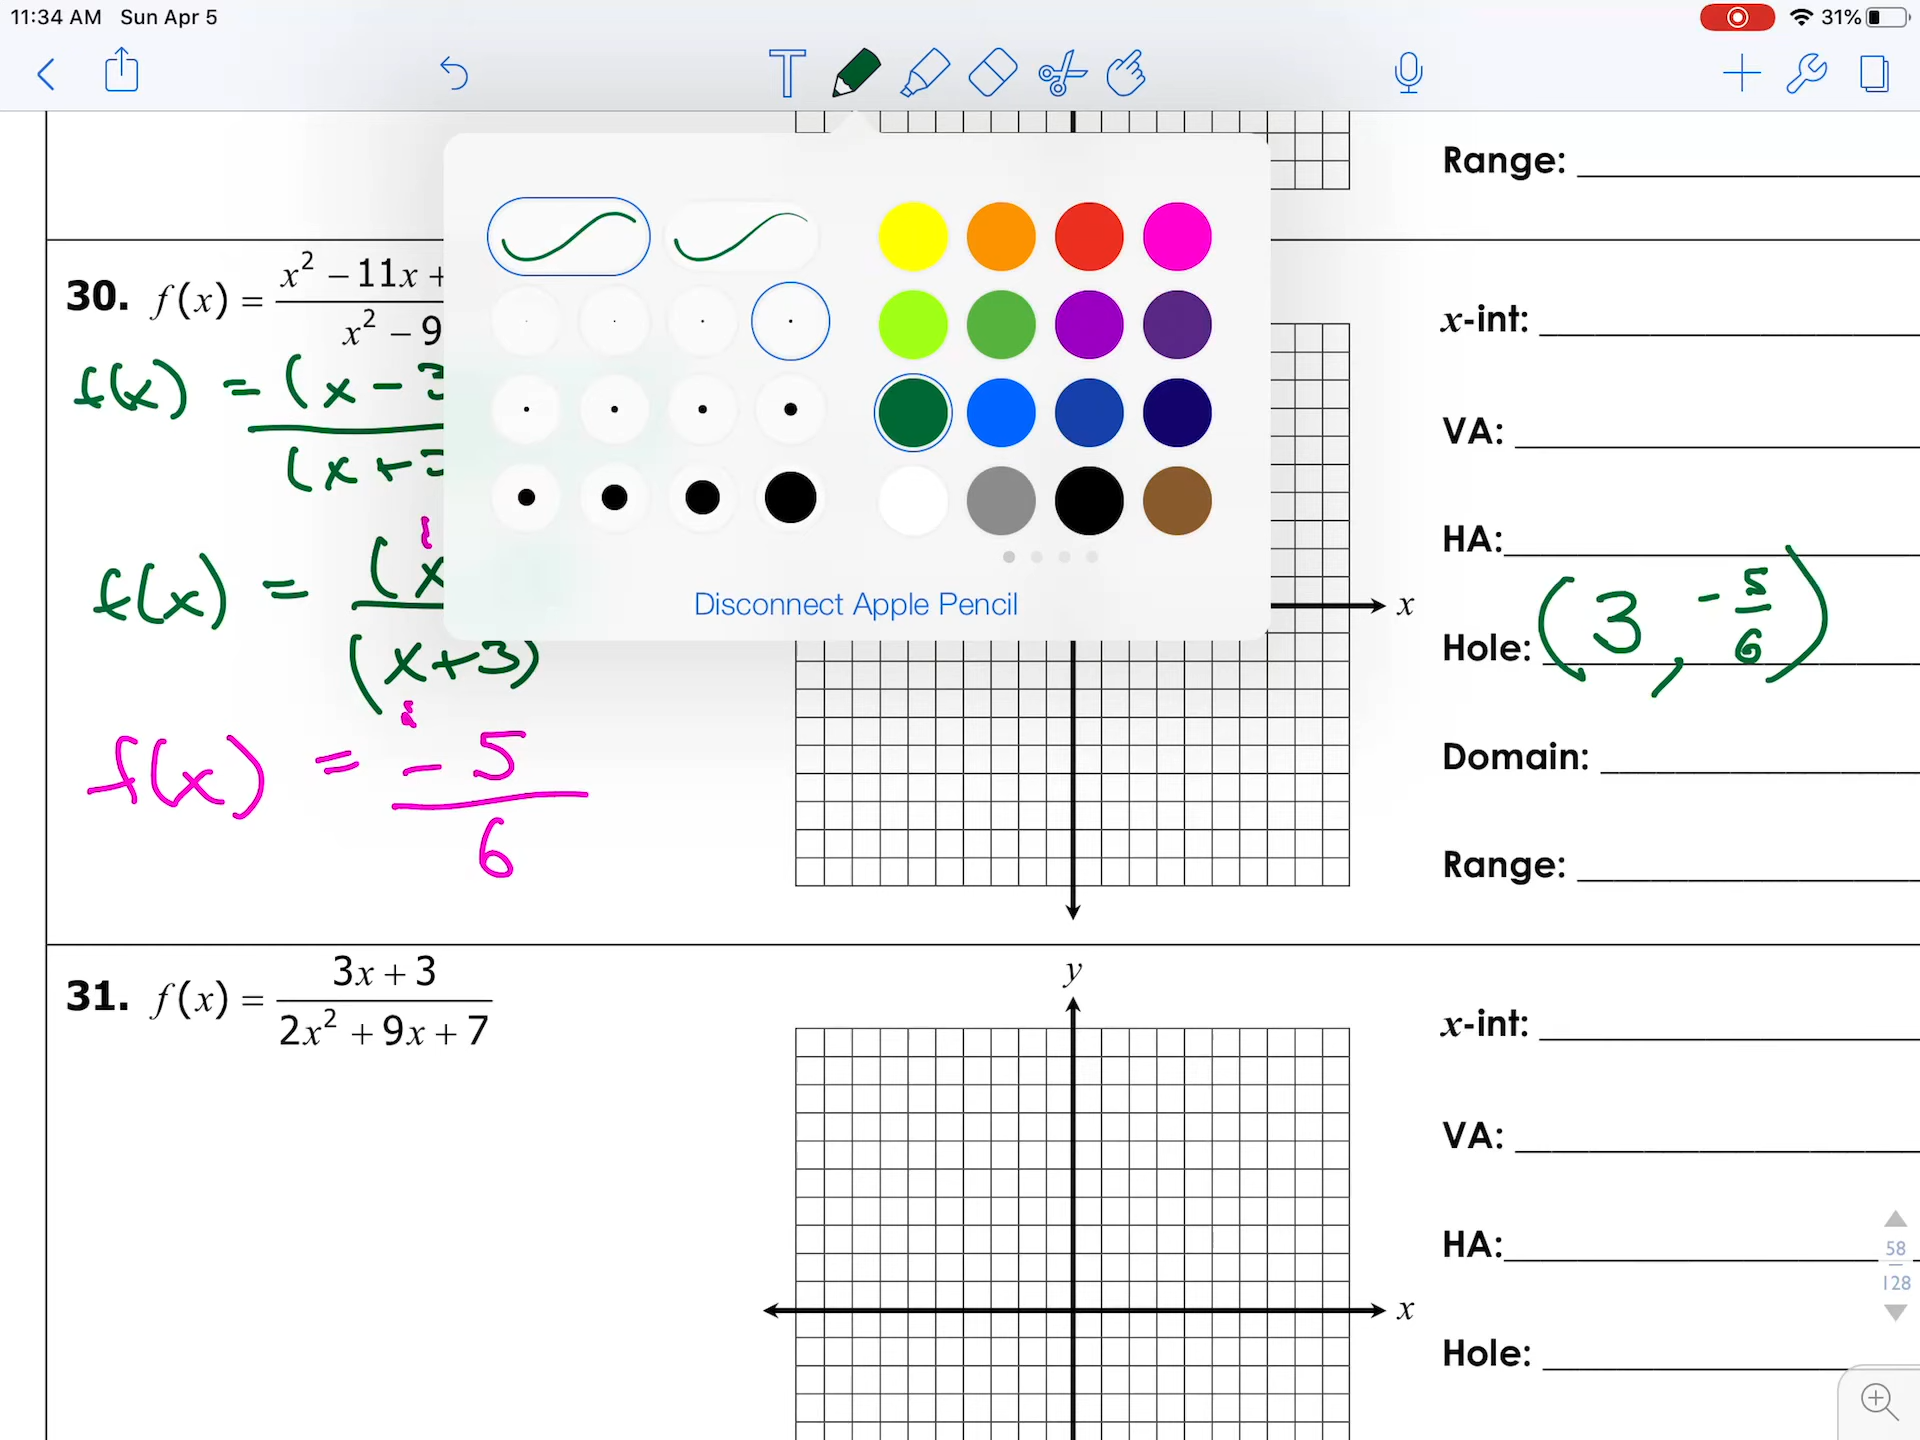 11:34 AM Sun Apr 5
31%
T
Range:
30. f(x) = x² − 11x +
x² − 9
f(x) = (x − 3
(x + 3
f(x) = (x
(x+3)
f(x) = −5
6
Disconnect Apple Pencil
x
x-int:
VA:
HA:
Hole: (3, −5/6)
Domain:
Range:
31. f(x) = 3x + 3
2x² + 9x + 7
y
x
x-int:
VA:
HA:
Hole:
58
128